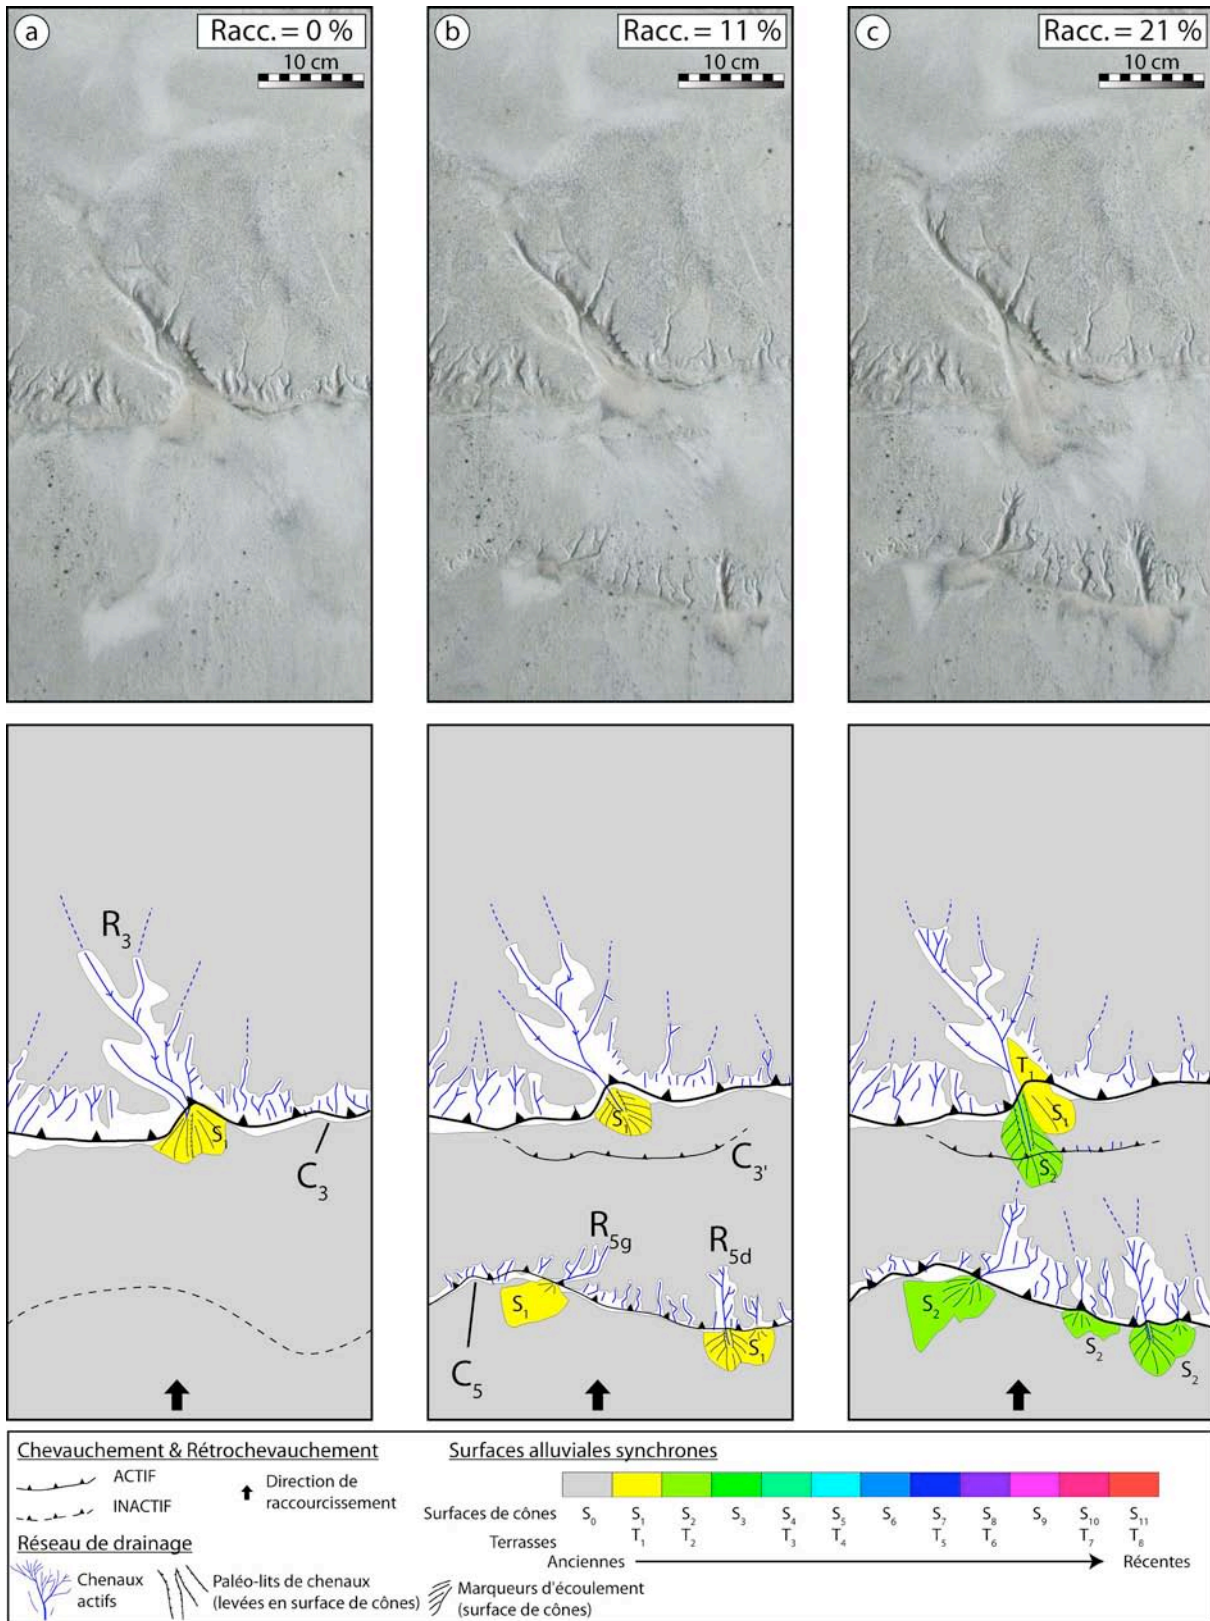 a
Racc. = 0 %
10 cm
b
Racc. = 11 %
10 cm
c
Racc. = 21 %
10 cm
R3
S1
C3
S1
C3'
R5g
R5d
S1
S1
C5
T1
S1
S2
S2
S2
S2
Chevauchement & Rétrochevauchement
ACTIF
INACTIF
Direction de
raccourcissement
Réseau de drainage
Chenaux
actifs
Paléo-lits de chenaux
(levées en surface de cônes)
Marqueurs d'écoulement
(surface de cônes)
Surfaces alluviales synchrones
Surfaces de cônes S0 S1 S2 S3 S4 S5 S6 S7 S8 S9 S10 S11
Terrasses T1 T2 T3 T4 T5 T6 T7 T8
Anciennes Récentes